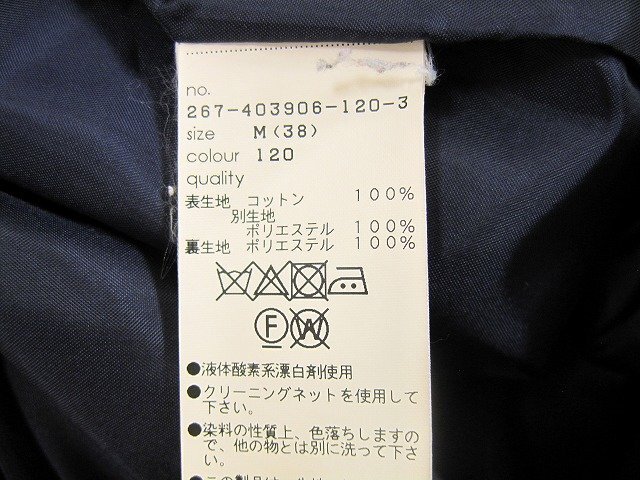 no.
267-403906-120-3
size M(38)
colour 120
quality
表生地 コットン 100%
別生地
ポリエステル 100%
裏生地 ポリエステル 100%
F W
●液体酸素系漂白剤使用
●クリーニングネットを使用して
下さい。
●染料の性質上、色落ちしますの
で、他の物とは別に洗って下さ
い。